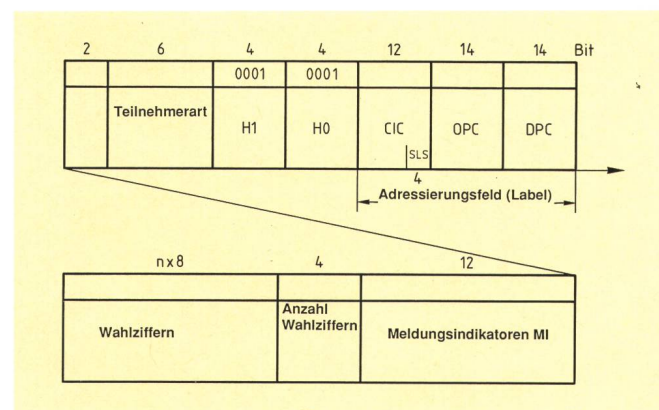 2 6 4 4 12 14 14 Bit
0001 0001
Teilnehmerart H1 H0 CIC OPC DPC
SLS
4
Adressierungsfeld (Label)
nx8 4 12
Wahlziffern Anzahl Wahlziffern Meldungsindikatoren MI